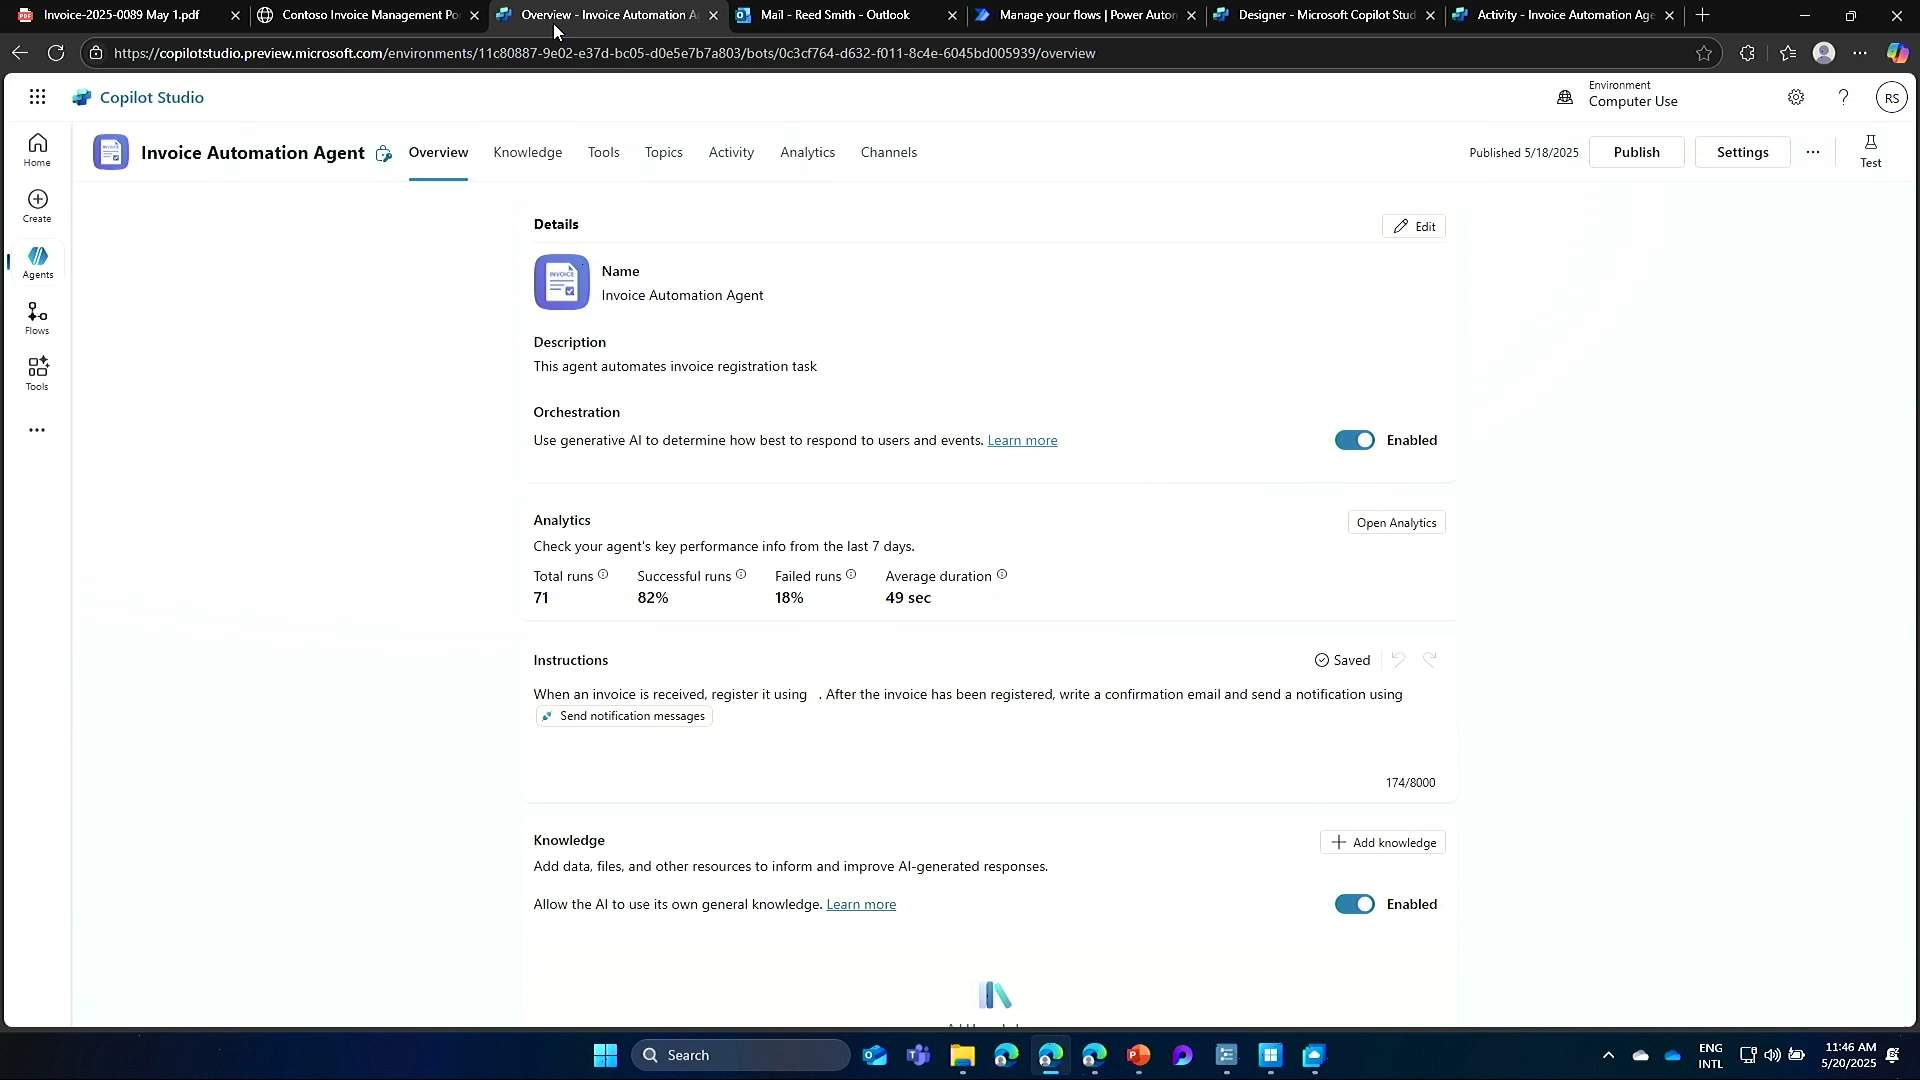 Invoice-2025-0089 May 1.pdf
Contoso Invoice Management Po
Overview - Invoice Automation A
Mail - Reed Smith - Outlook
Manage your flows | Power Autom
Designer - Microsoft Copilot Stud
Activity - Invoice Automation Age
https://copilotstudio.preview.microsoft.com/environments/11c80887-9e02-e37d-bc05-d0e5e7b7a803/bots/0c3cf764-d632-f011-8c4e-6045bd005939/overview
Copilot Studio
Environment
Computer Use
RS
Home
Create
Agents
Flows
Tools
Invoice Automation Agent
Overview
Knowledge
Tools
Topics
Activity
Analytics
Channels
Published 5/18/2025
Publish
Settings
Test
Details
Edit
INVOICE
Name
Invoice Automation Agent
Description
This agent automates invoice registration task
Orchestration
Use generative AI to determine how best to respond to users and events. Learn more
Enabled
Analytics
Open Analytics
Check your agent's key performance info from the last 7 days.
Total runs
71
Successful runs
82%
Failed runs
18%
Average duration
49 sec
Instructions
Saved
When an invoice is received, register it using . After the invoice has been registered, write a confirmation email and send a notification using
Send notification messages
174/8000
Knowledge
Add knowledge
Add data, files, and other resources to inform and improve AI-generated responses.
Allow the AI to use its own general knowledge. Learn more
Enabled
Search
ENG
INTL
11:46 AM
5/20/2025